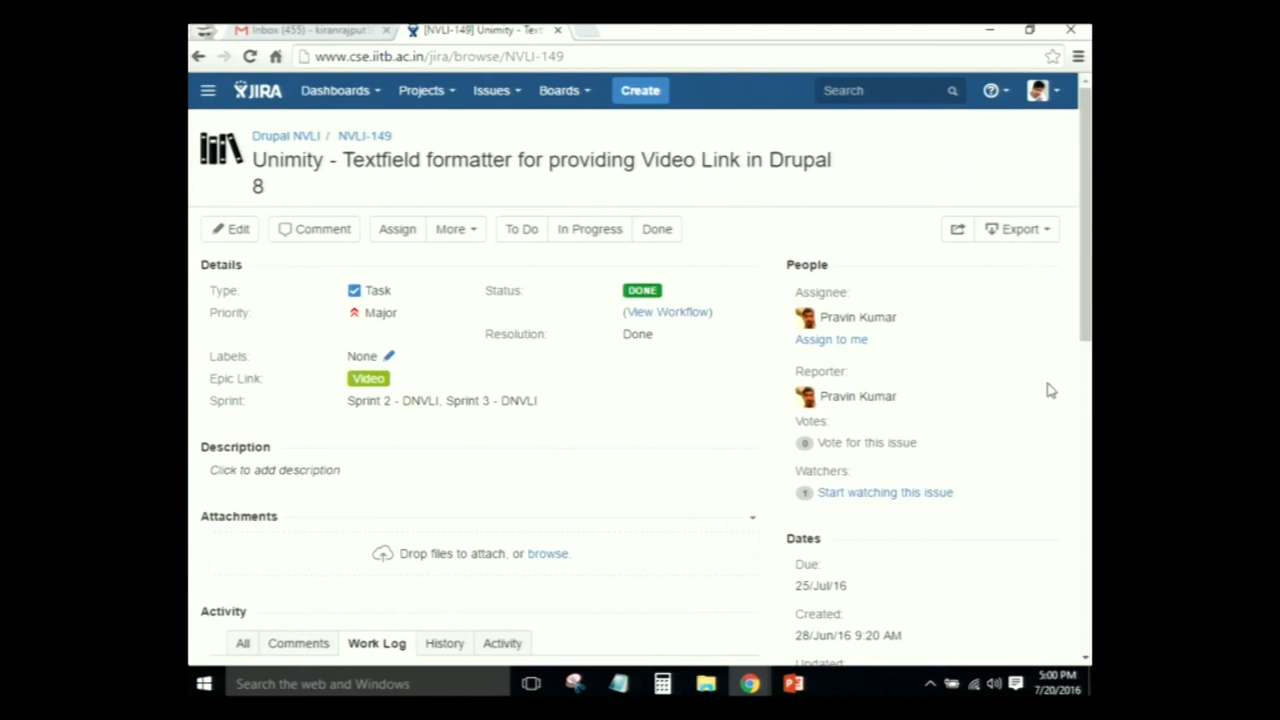 Inbox (455) - kiranrajput
[NVLI-149] Unimity - Text
www.cse.iitb.ac.in/jira/browse/NVLI-149
JIRA Dashboards Projects Issues Boards Create Search
Drupal NVLI / NVLI-149
Unimity - Textfield formatter for providing Video Link in Drupal
8
Edit Comment Assign More To Do In Progress Done Export
Details
Type: Task Status: DONE
Priority: Major (View Workflow)
Resolution: Done
Labels: None
Epic Link: Video
Sprint: Sprint 2 - DNVLI, Sprint 3 - DNVLI
Description
Click to add description
Attachments
Drop files to attach, or browse.
Activity
All Comments Work Log History Activity
People
Assignee:
Pravin Kumar
Assign to me
Reporter:
Pravin Kumar
Votes:
0 Vote for this issue
Watchers:
1 Start watching this issue
Dates
Due:
25/Jul/16
Created:
28/Jun/16 9:20 AM
Updated:
Search the web and Windows
5:00 PM
7/20/2016